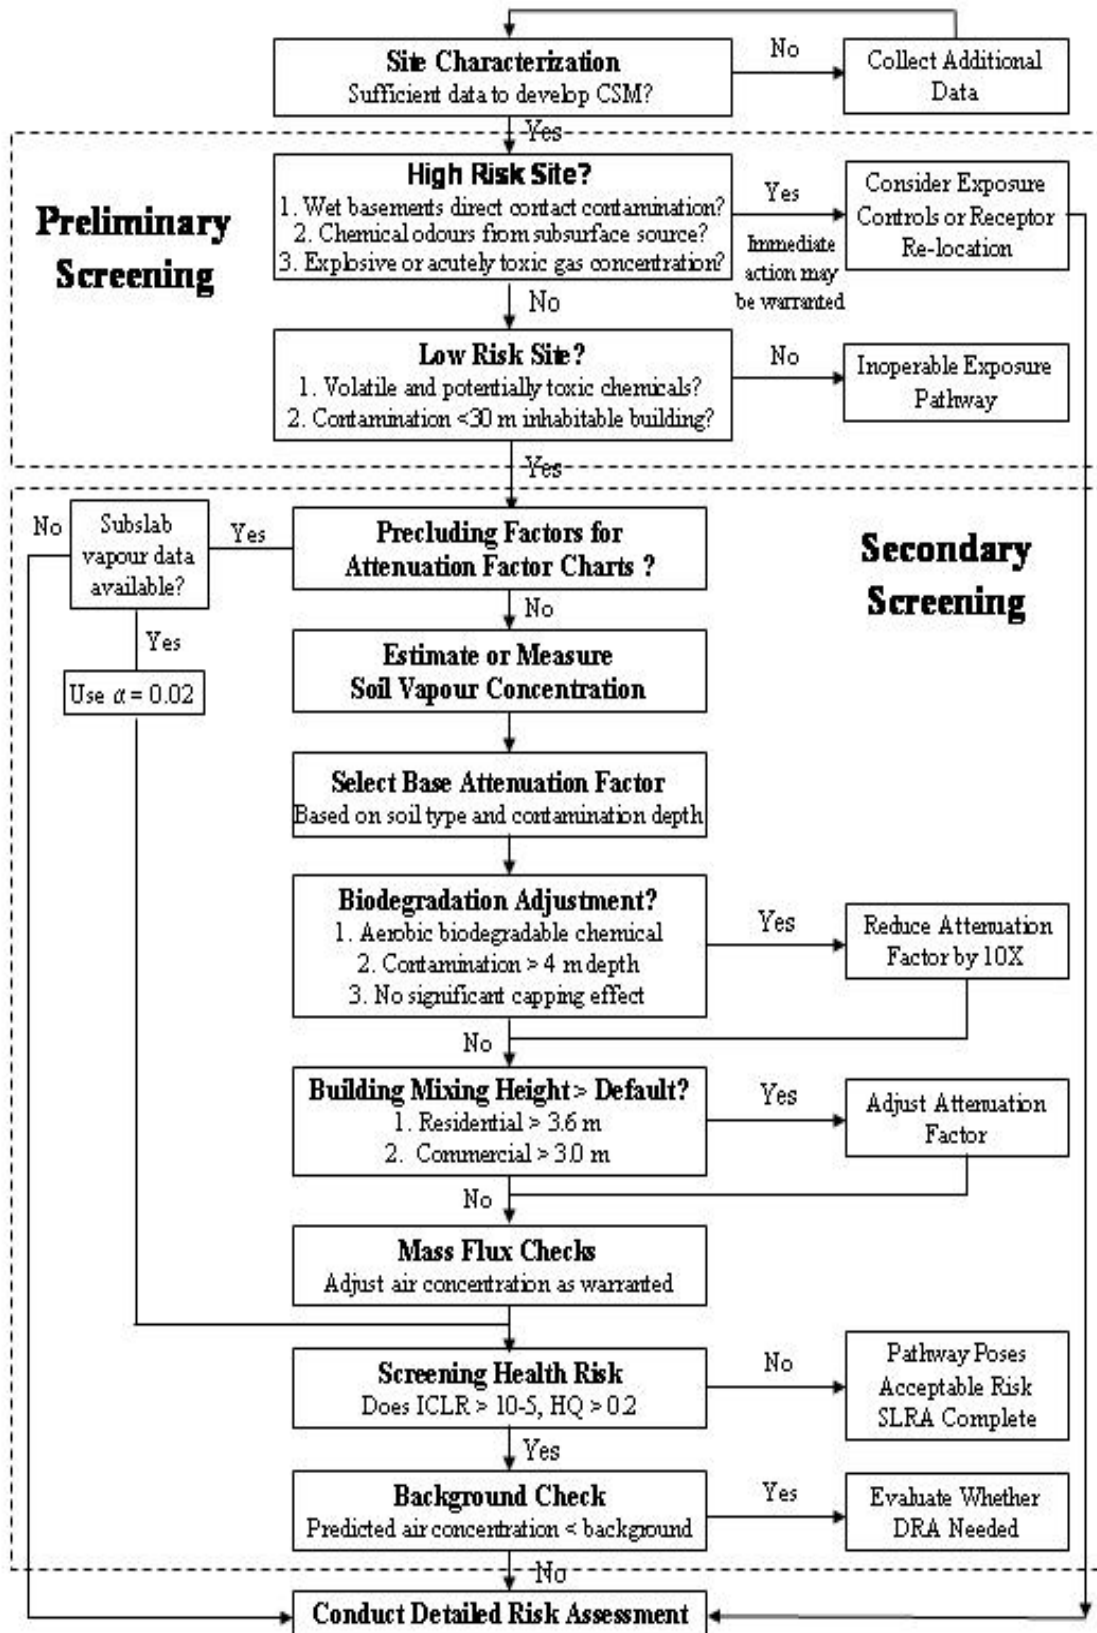 Site Characterization
Sufficient data to develop CSM?
No
Collect Additional
Data
Yes
Preliminary
Screening
High Risk Site?
1. Wet basements direct contact contamination?
2. Chemical odours from subsurface source?
3. Explosive or acutely toxic gas concentration?
Yes
Immediate
action may
be warranted
Consider Exposure
Controls or Receptor
Re-location
No
Low Risk Site?
1. Volatile and potentially toxic chemicals?
2. Contamination <30 m inhabitable building?
No
Inoperable Exposure
Pathway
Yes
Secondary
Screening
Precluding Factors for
Attenuation Factor Charts ?
Yes
Subslab
vapour data
available?
No
Yes
Use α = 0.02
No
Estimate or Measure
Soil Vapour Concentration
Select Base Attenuation Factor
Based on soil type and contamination depth
Biodegradation Adjustment?
1. Aerobic biodegradable chemical
2. Contamination > 4 m depth
3. No significant capping effect
Yes
Reduce Attenuation
Factor by 10X
No
Building Mixing Height > Default?
1. Residential > 3.6 m
2. Commercial > 3.0 m
Yes
Adjust Attenuation
Factor
No
Mass Flux Checks
Adjust air concentration as warranted
Screening Health Risk
Does ICLR > 10-5, HQ > 0.2
No
Pathway Poses
Acceptable Risk
SLRA Complete
Yes
Background Check
Predicted air concentration < background
Yes
Evaluate Whether
DRA Needed
No
Conduct Detailed Risk Assessment